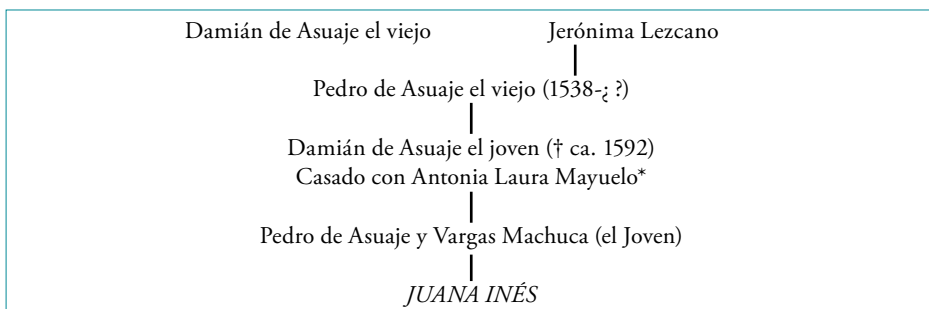 Damián de Asuaje el viejo Jerónima Lezcano
Pedro de Asuaje el viejo (1538-¿ ?)
Damián de Asuaje el joven († ca. 1592)
Casado con Antonia Laura Mayuelo*
Pedro de Asuaje y Vargas Machuca (el Joven)
JUANA INÉS